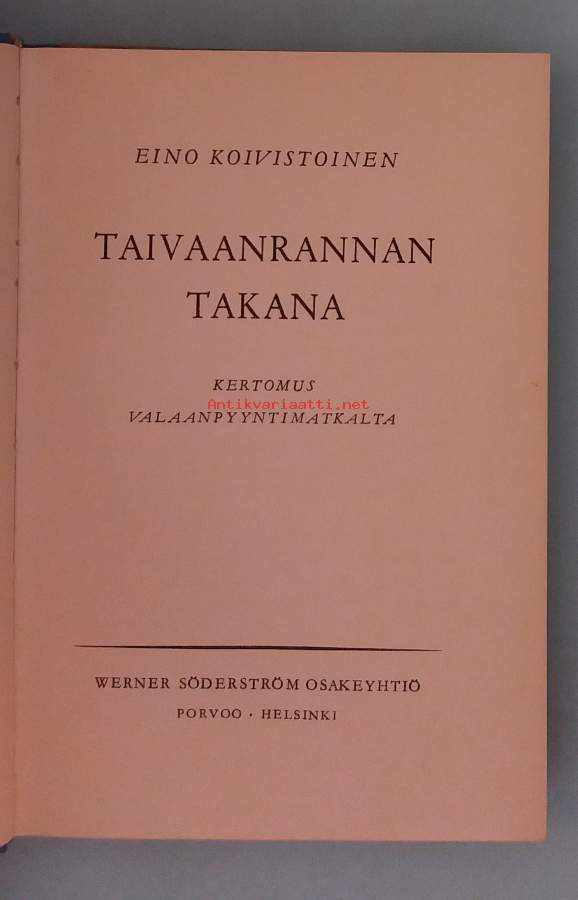 EINO KOIVISTOINEN
TAIVAANRANNAN
TAKANA
KERTOMUS
Antikvariaatti.net
VALAANPYYNTIMATKALTA
WERNER SÖDERSTRÖM OSAKEYHTIÖ
PORVOO · HELSINKI